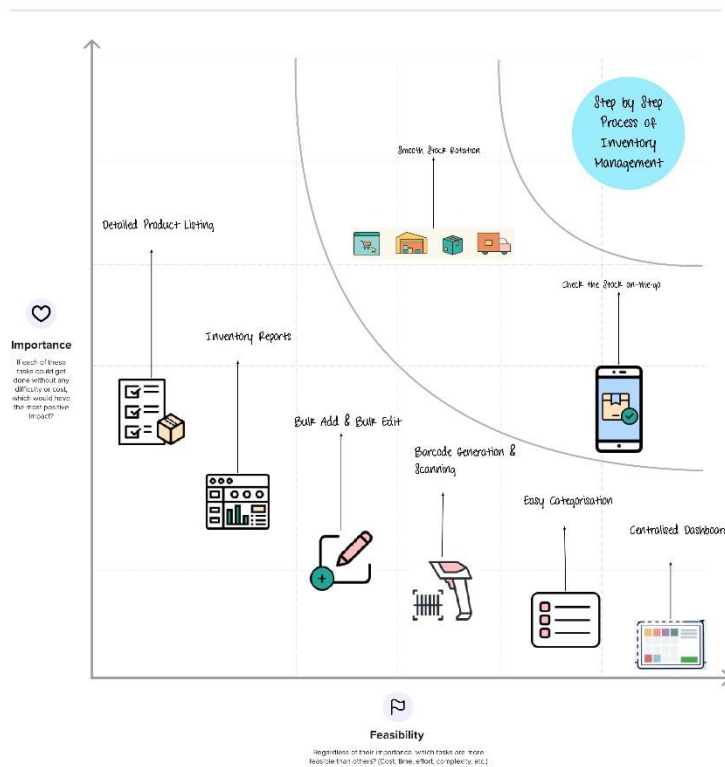 Step by Step
Process of
Inventory
Management
Smooth Stock Rotation
Detailed Product Listing
Check the Stock on-the-go
Importance
If each of these
tasks could get
done without any
difficulty or cost,
which would have
the most positive
impact?
Inventory Reports
Bulk Add & Bulk Edit
Barcode Generation &
Scanning
Easy Categorisation
Centralised Dashboard
Feasibility
Regardless of their importance, which tasks are more
feasible than others? (Cost, time, effort, complexity, etc.)